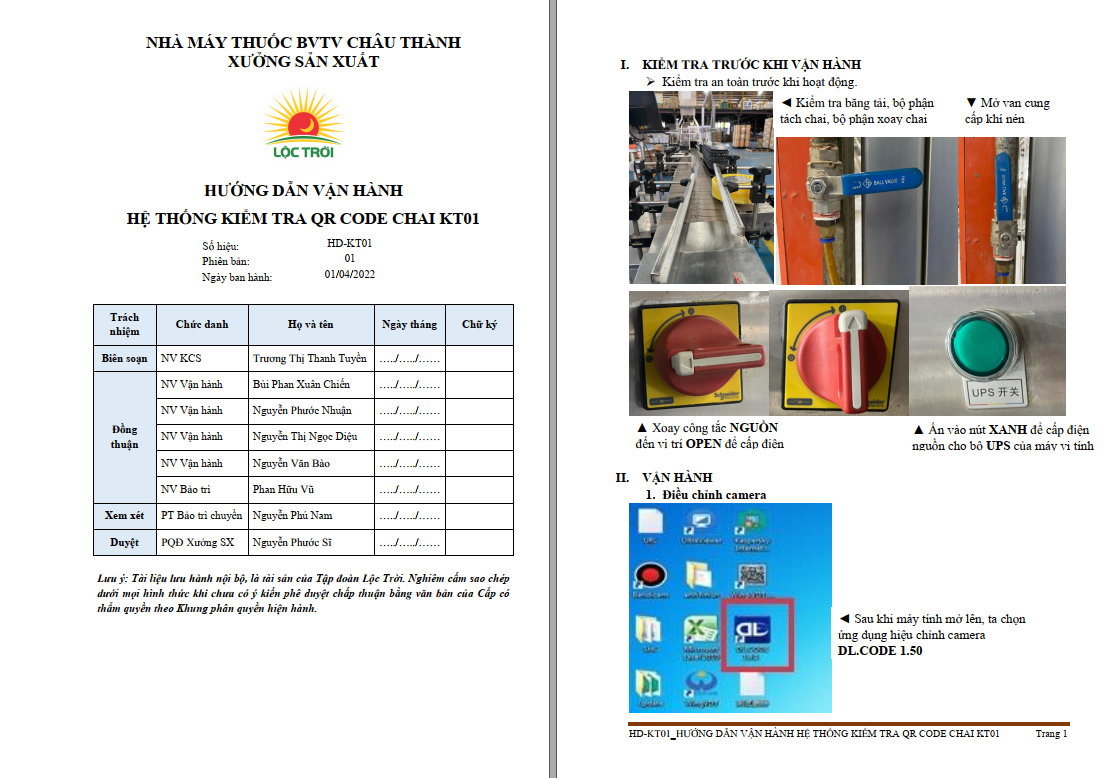 NHÀ MÁY THUỐC BVTV CHÂU THÀNH
XƯỞNG SẢN XUẤT
LỘC TRỜI
HƯỚNG DẪN VẬN HÀNH
HỆ THỐNG KIỂM TRA QR CODE CHAI KT01
Số hiệu: HD-KT01
Phiên bản: 01
Ngày ban hành: 01/04/2022
Trách nhiệm Chức danh Họ và tên Ngày tháng Chữ ký
Biên soạn NV KCS Trương Thị Thanh Tuyền …../…../……
Đồng thuận NV Vận hành Bùi Phan Xuân Chiến …../…../……
NV Vận hành Nguyễn Phước Nhuận …../…../……
NV Vận hành Nguyễn Thị Ngọc Diệu …../…../……
NV Vận hành Nguyễn Văn Bảo …../…../……
NV Bảo trì Phan Hữu Vũ …../…../……
Xem xét PT Bảo trì chuyền Nguyễn Phú Nam …../…../……
Duyệt PQĐ Xưởng SX Nguyễn Phước Sĩ …../…../……
Lưu ý: Tài liệu lưu hành nội bộ, là tài sản của Tập đoàn Lộc Trời. Nghiêm cấm sao chép
dưới mọi hình thức khi chưa có ý kiến phê duyệt chấp thuận bằng văn bản của Cấp có
thẩm quyền theo Khung phân quyền hiện hành.
I. KIỂM TRA TRƯỚC KHI VẬN HÀNH
➢ Kiểm tra an toàn trước khi hoạt động.
◄ Kiểm tra băng tải, bộ phận
tách chai, bộ phận xoay chai
▼ Mở van cung
cấp khí nén
BALL VALVE
BALL VALVE
Schneider
UPS 开关
▲ Xoay công tắc NGUỒN
đến vị trí OPEN để cấp điện
▲ Ấn vào nút XANH để cấp điện
nguồn cho bộ UPS của máy vi tính
II. VẬN HÀNH
1. Điều chỉnh camera
UltraViewer
Kaspersky
Internet...
Bandicam
Microsoft
Excel 2010
DL.CODE
Update
◄ Sau khi máy tính mở lên, ta chọn
ứng dụng hiệu chỉnh camera
DL.CODE 1.50
HD-KT01_HƯỚNG DẪN VẬN HÀNH HỆ THỐNG KIỂM TRA QR CODE CHAI KT01 Trang 1